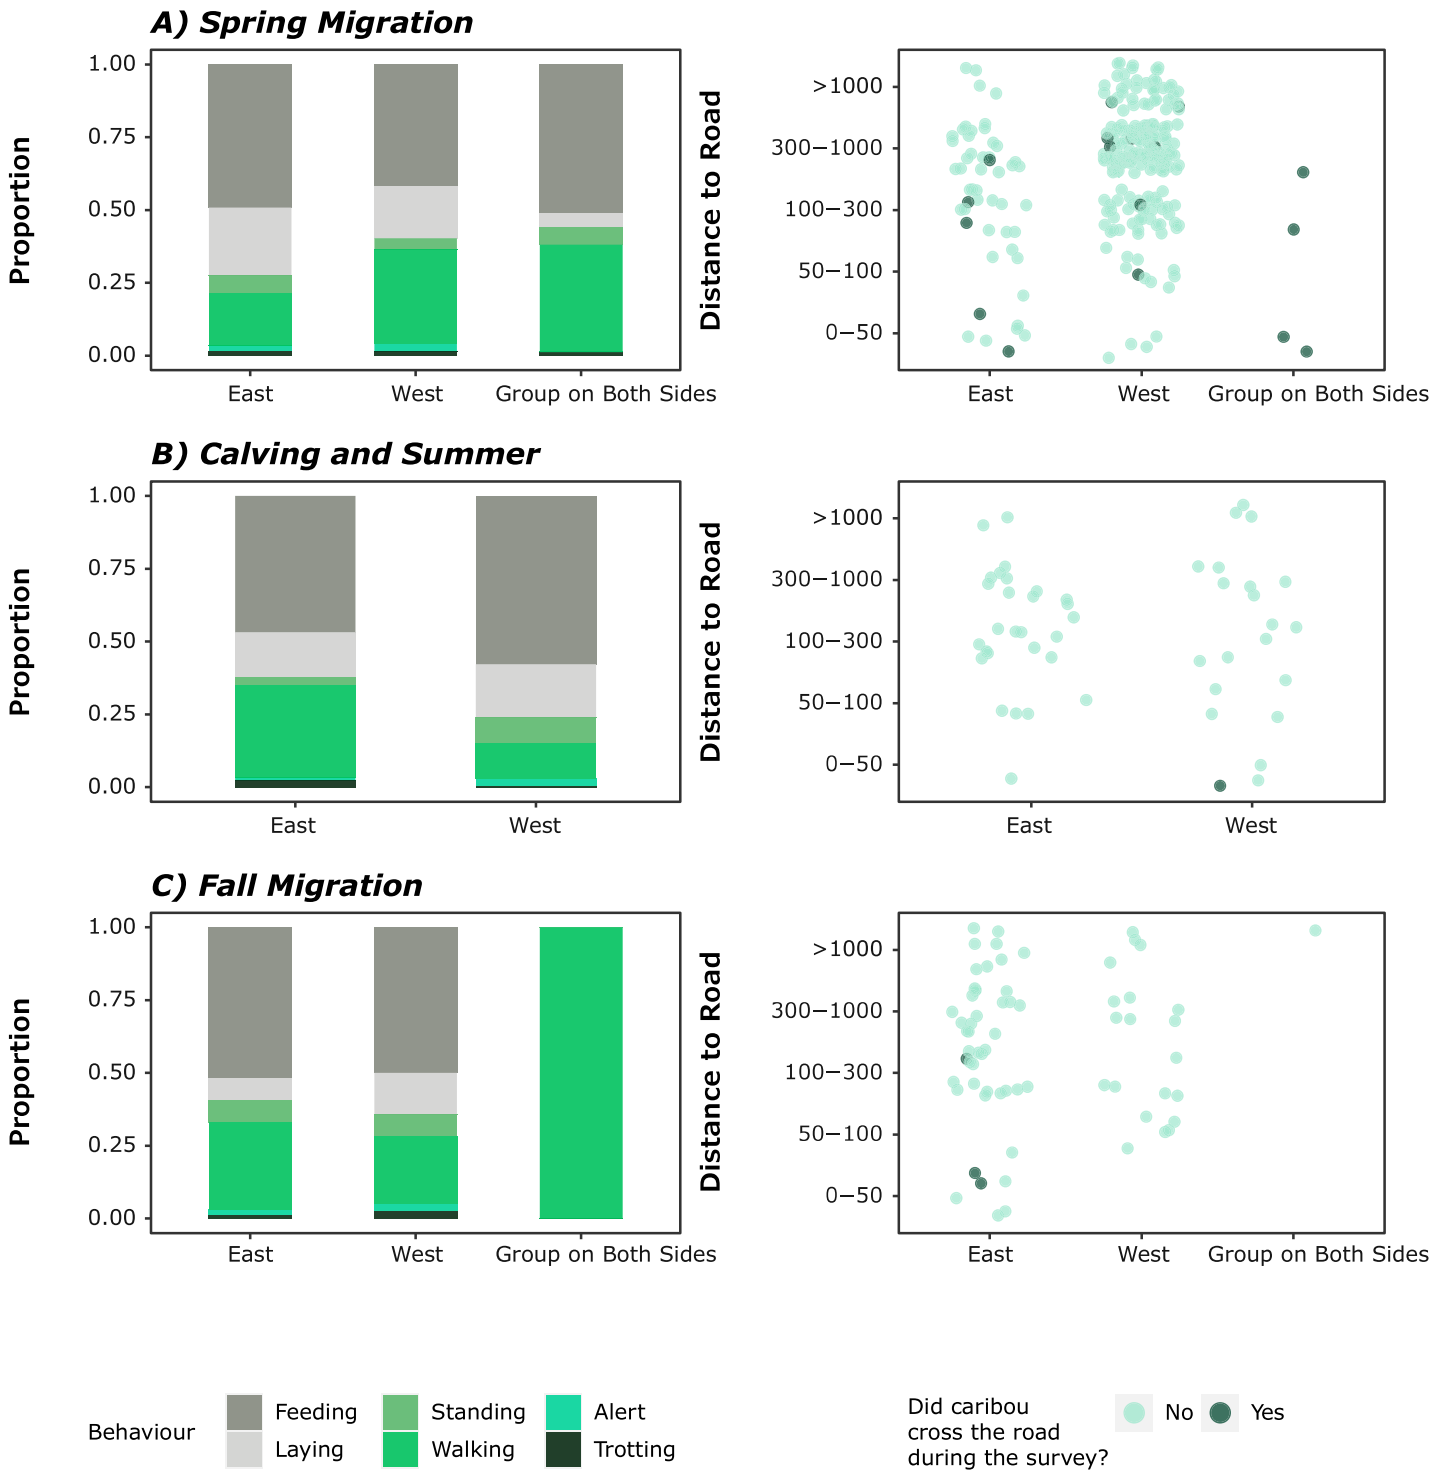 A) Spring Migration
Proportion
1.00
0.75
0.50
0.25
0.00
East
West
Group on Both Sides
Distance to Road
>1000
300−1000
100−300
50−100
0−50
East
West
Group on Both Sides
B) Calving and Summer
Proportion
1.00
0.75
0.50
0.25
0.00
East
West
Distance to Road
>1000
300−1000
100−300
50−100
0−50
East
West
C) Fall Migration
Proportion
1.00
0.75
0.50
0.25
0.00
East
West
Group on Both Sides
Distance to Road
>1000
300−1000
100−300
50−100
0−50
East
West
Group on Both Sides
Behaviour
Feeding
Laying
Standing
Walking
Alert
Trotting
Did caribou
cross the road
during the survey?
No
Yes